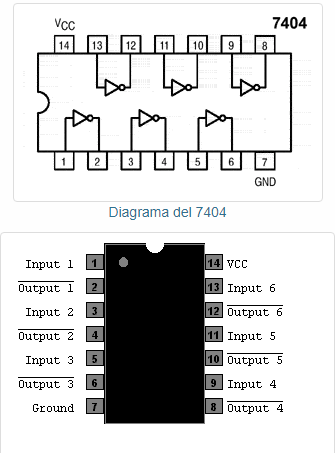 VCC 7404
14 13 12 11 10 9 8
1 2 3 4 5 6 7
GND
Diagrama del 7404
Input 1 1 14 VCC
Output 1 2 13 Input 6
Input 2 3 12 Output 6
Output 2 4 11 Input 5
Input 3 5 10 Output 5
Output 3 6 9 Input 4
Ground 7 8 Output 4